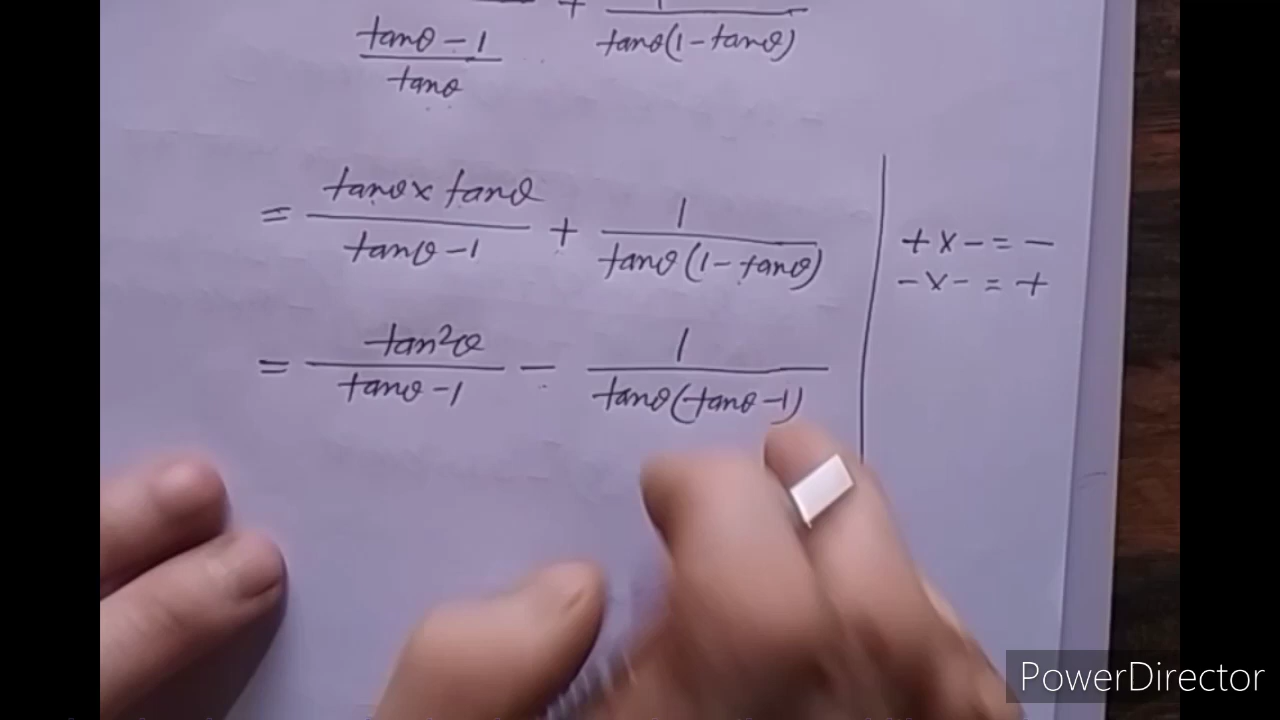 tanθ - 1 / tanθ + 1 / tanθ(1 - tanθ)
= tanθ x tanθ / tanθ - 1 + 1 / tanθ(1 - tanθ)
+ x - = -
- x - = +
= tan²θ / tanθ - 1 - 1 / tanθ(tanθ - 1)
PowerDirector